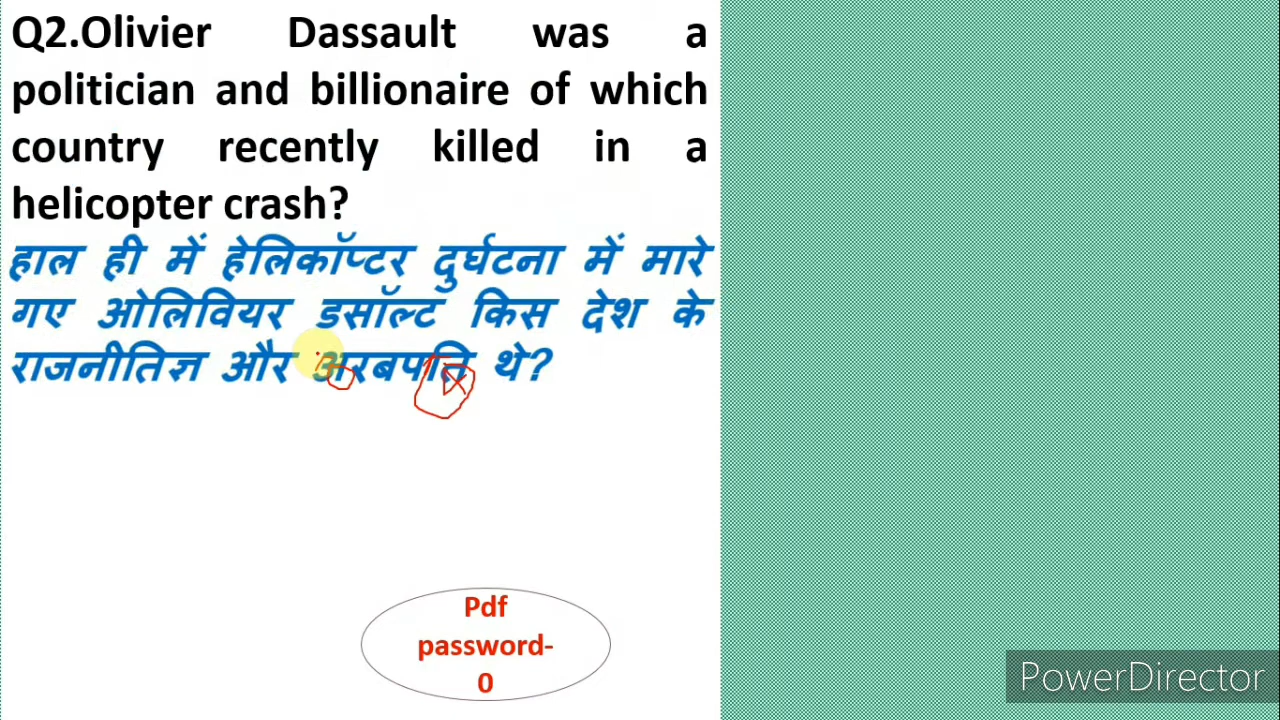 Q2.Olivier Dassault was a
politician and billionaire of which
country recently killed in a
helicopter crash?
हाल ही में हेलिकॉप्टर दुर्घटना में मारे
गए ओलिवियर डसॉल्ट किस देश के
राजनीतिज्ञ और अरबपति थे?
Pdf
password-
0
PowerDirector